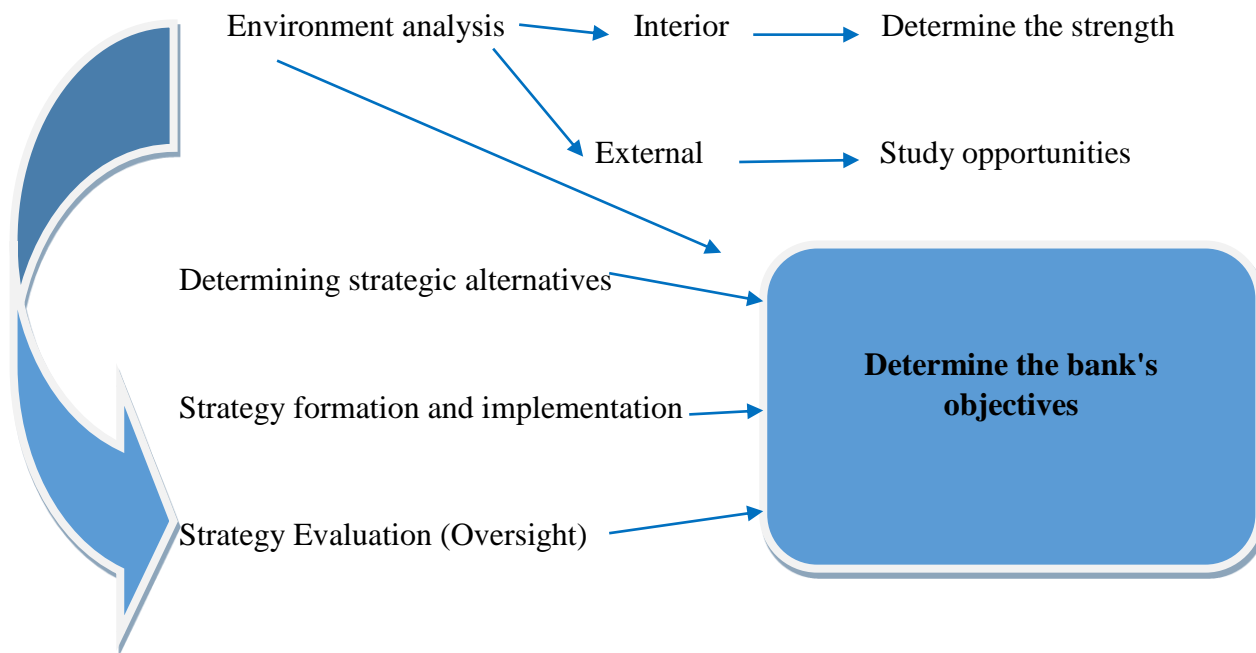 Environment analysis Interior Determine the strength
External Study opportunities
Determining strategic alternatives
Determine the bank's
objectives
Strategy formation and implementation
Strategy Evaluation (Oversight)